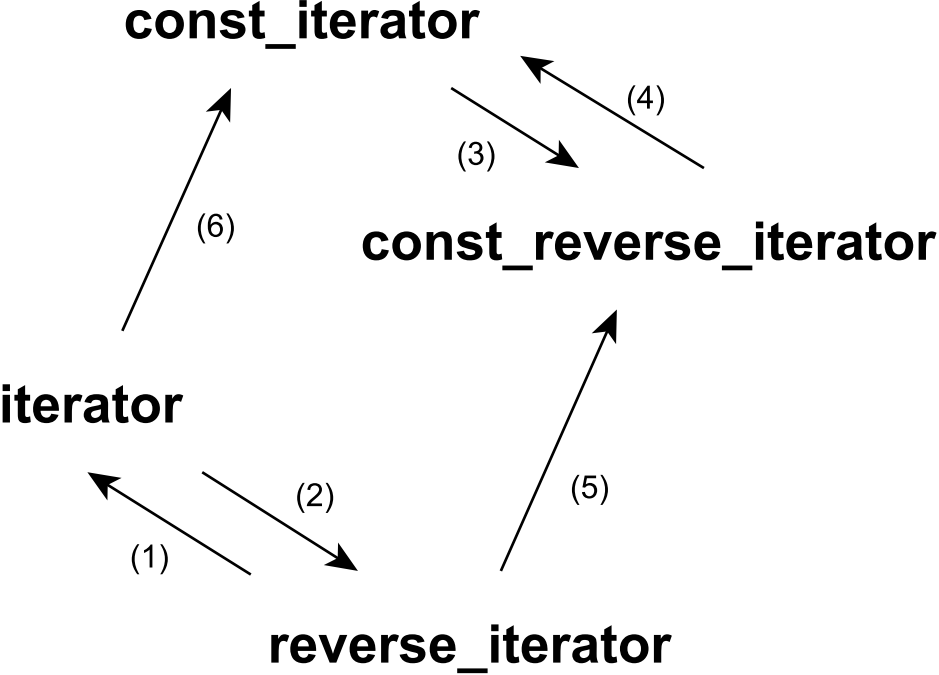 const_iterator
(4)
(3)
(6)
const_reverse_iterator
iterator
(5)
(2)
(1)
reverse_iterator